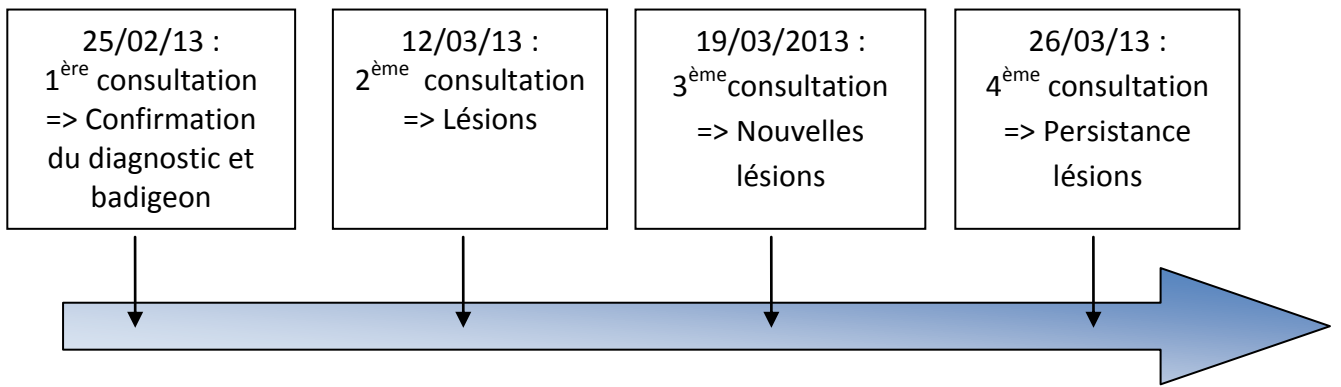 25/02/13 :
1ère consultation
=> Confirmation
du diagnostic et
badigeon
12/03/13 :
2ème consultation
=> Lésions
19/03/2013 :
3èmeconsultation
=> Nouvelles
lésions
26/03/13 :
4ème consultation
=> Persistance
lésions